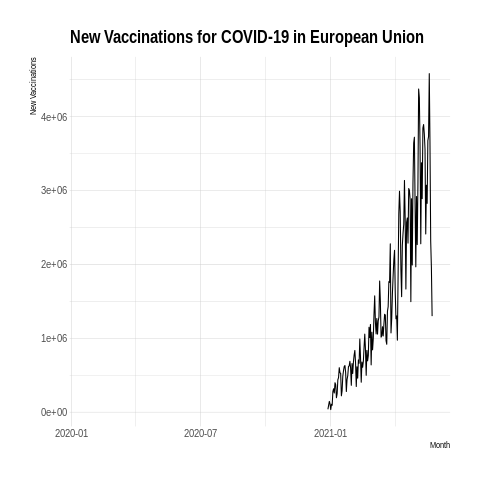 New Vaccinations for COVID-19 in European Union
New Vaccinations
4e+06
3e+06
2e+06
1e+06
0e+00
2020-01 2020-07 2021-01
Month